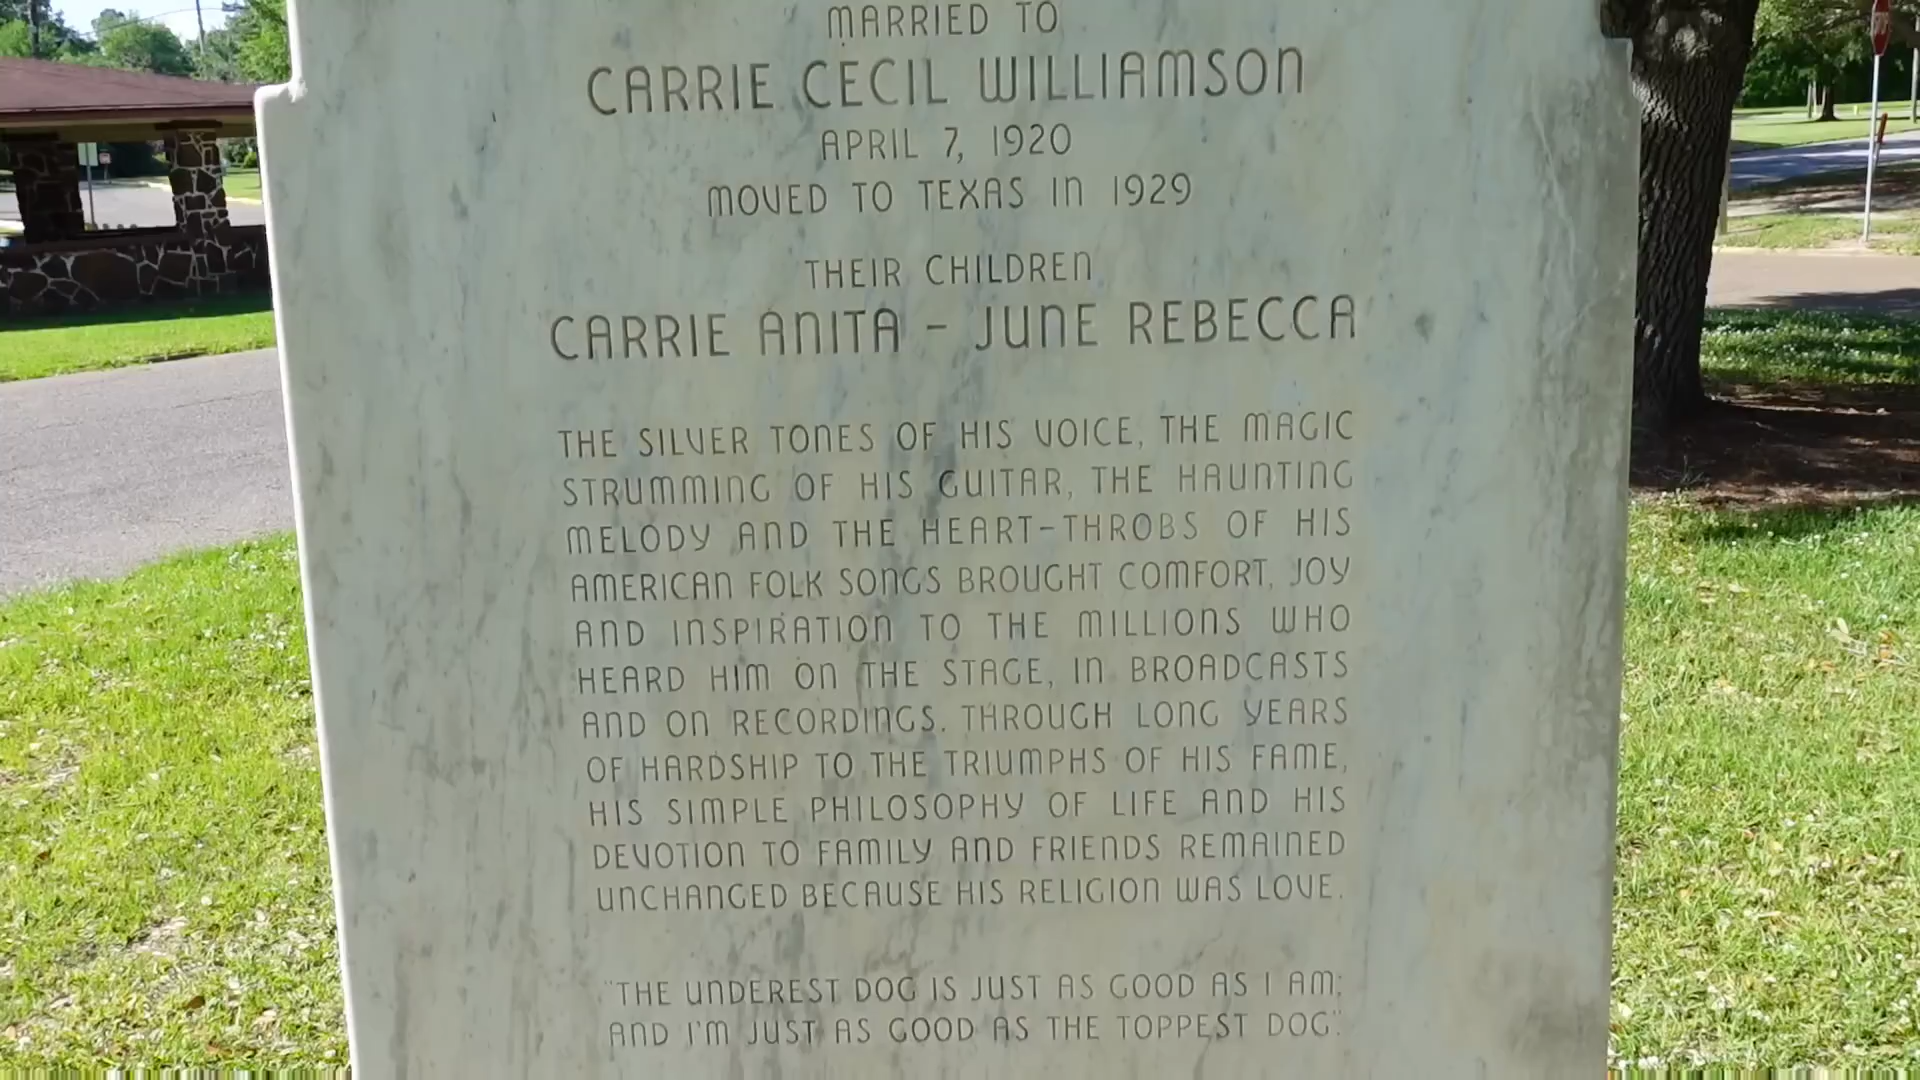 MARRIED TO
CARRIE CECIL WILLIAMSON
APRIL 7, 1920
MOVED TO TEXAS IN 1929
THEIR CHILDREN
CARRIE ANITA - JUNE REBECCA
THE SILVER TONES OF HIS VOICE, THE MAGIC
STRUMMING OF HIS GUITAR, THE HAUNTING
MELODY AND THE HEART-THROBS OF HIS
AMERICAN FOLK SONGS BROUGHT COMFORT, JOY
AND INSPIRATION TO THE MILLIONS WHO
HEARD HIM ON THE STAGE, IN BROADCASTS
AND ON RECORDINGS. THROUGH LONG YEARS
OF HARDSHIP TO THE TRIUMPHS OF HIS FAME,
HIS SIMPLE PHILOSOPHY OF LIFE AND HIS
DEVOTION TO FAMILY AND FRIENDS REMAINED
UNCHANGED BECAUSE HIS RELIGION WAS LOVE.
"THE UNDEREST DOG IS JUST AS GOOD AS I AM;
AND I'M JUST AS GOOD AS THE TOPPEST DOG".